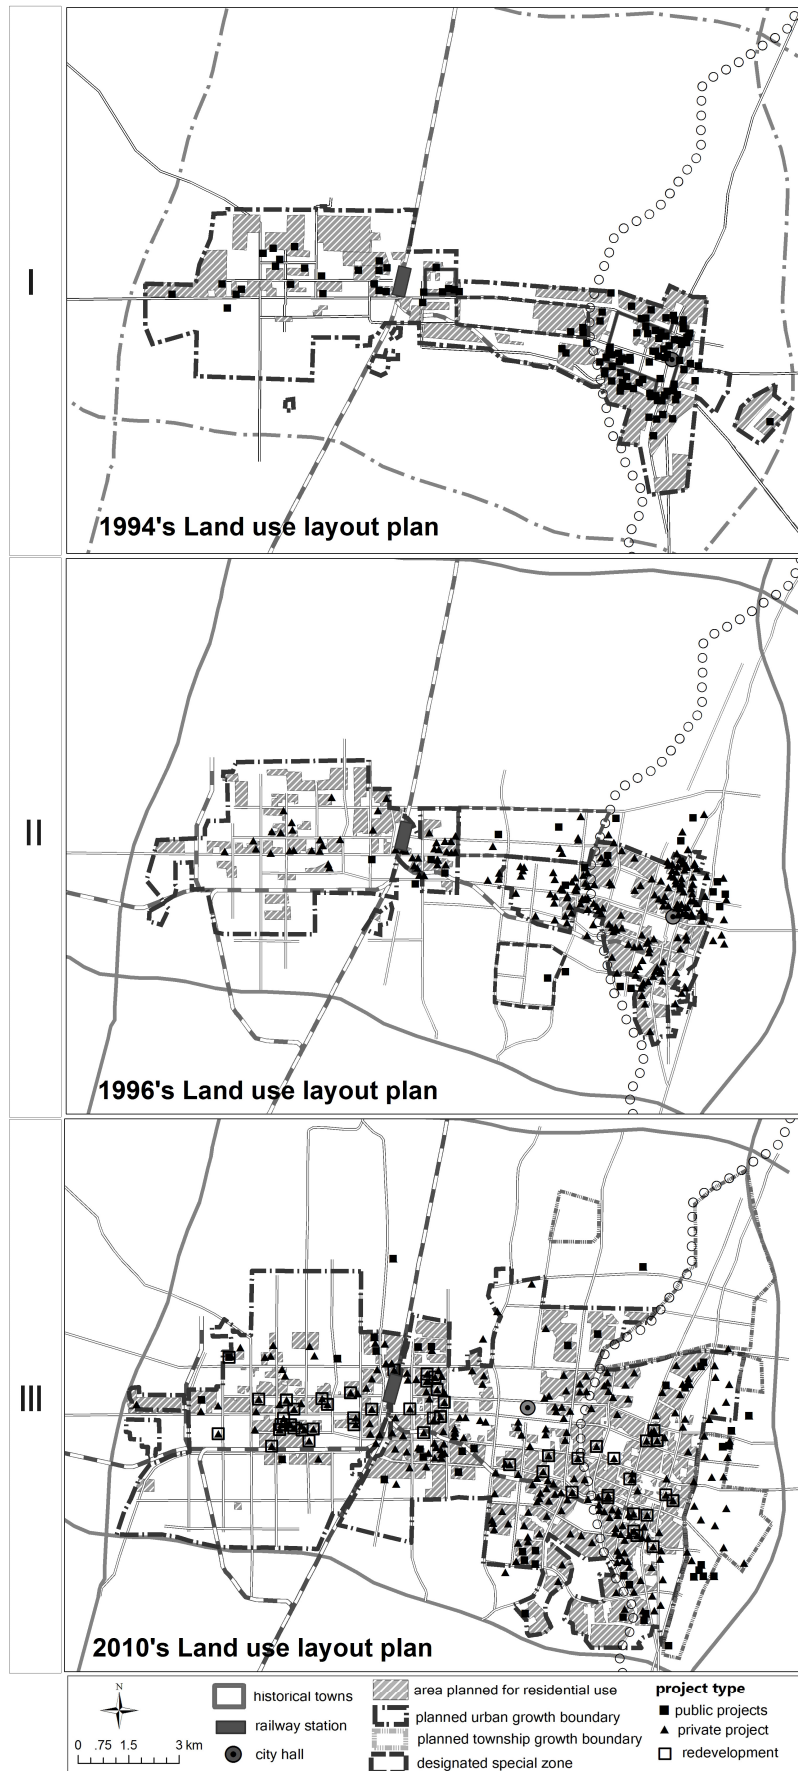 I
1994's Land use layout plan
II
1996's Land use layout plan
III
2010's Land use layout plan
N
0 .75 1.5 3 km
historical towns
railway station
city hall
area planned for residential use
planned urban growth boundary
planned township growth boundary
designated special zone
project type
public projects
private project
redevelopment